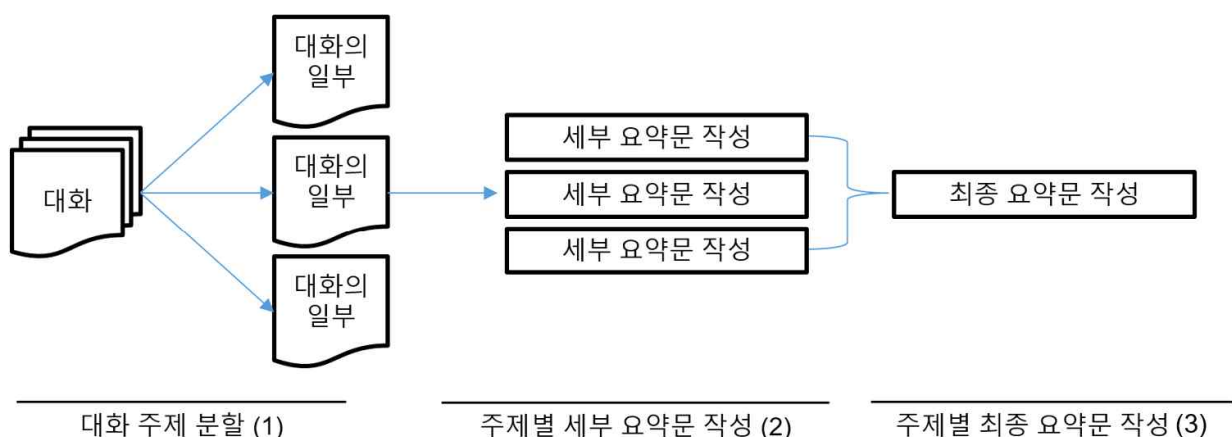 대화
대화의
일부
대화의
일부
대화의
일부
세부 요약문 작성
세부 요약문 작성
세부 요약문 작성
최종 요약문 작성
대화 주제 분할 (1)
주제별 세부 요약문 작성 (2)
주제별 최종 요약문 작성 (3)